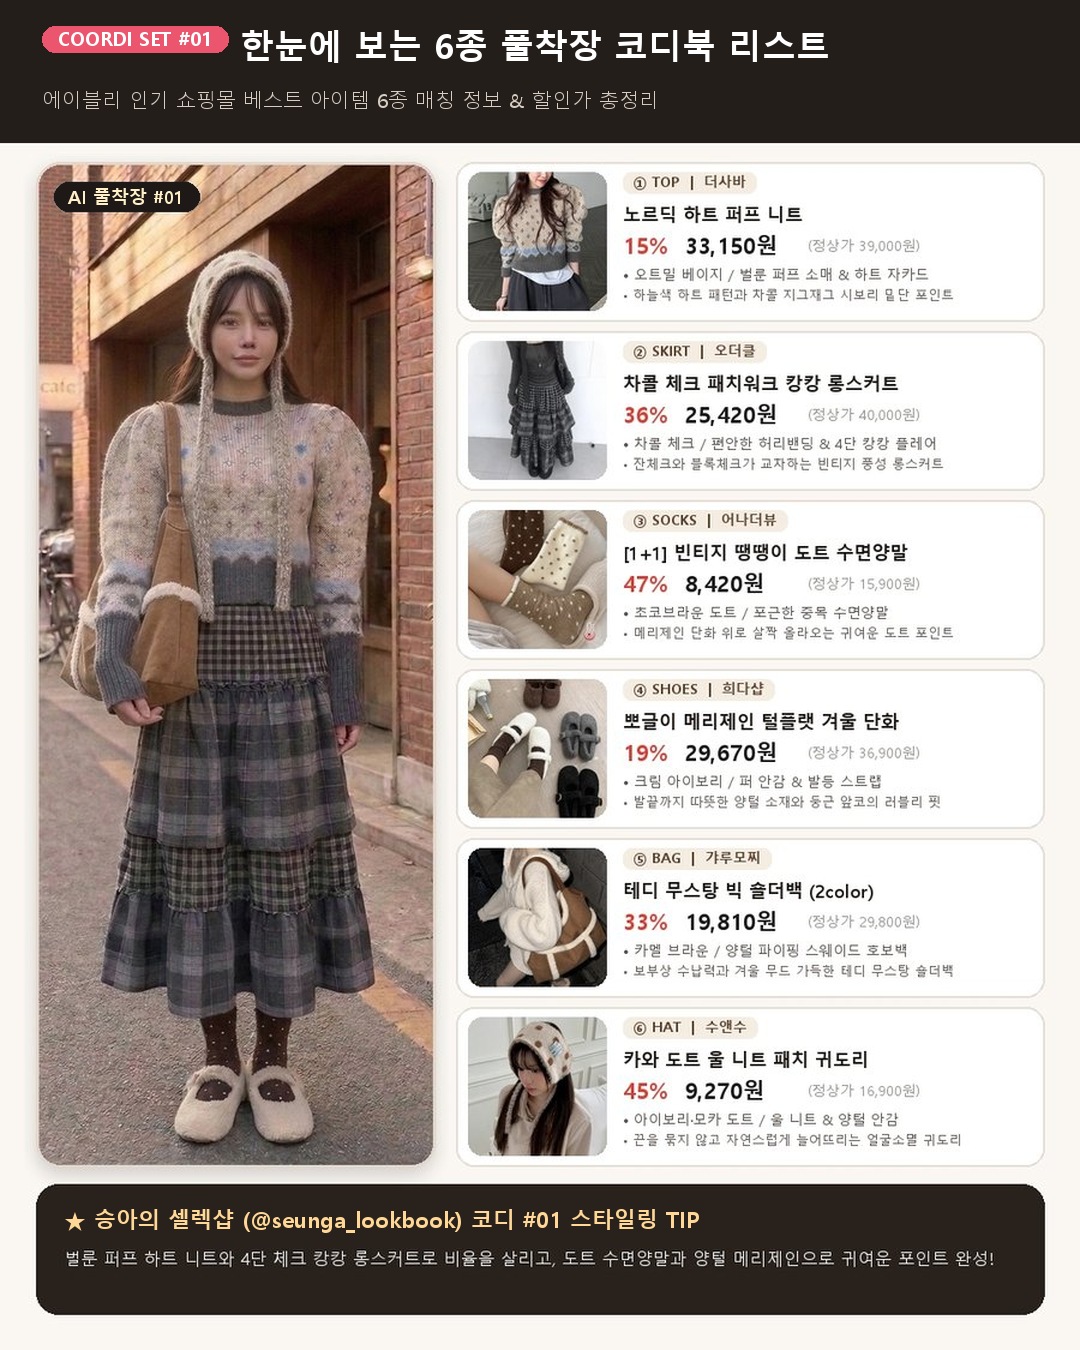 COORDI SET #01 한눈에 보는 6종 풀착장 코디북 리스트
에이블리 인기 쇼핑몰 베스트 아이템 6종 매칭 정보 & 할인가 총정리
AI 풀착장 #01
cafe
① TOP | 더사바
노르딕 하트 퍼프 니트
15% 33,150원 (정상가 39,000원)
• 오트밀 베이지 / 벌룬 퍼프 소매 & 하트 자카드
• 하늘색 하트 패턴과 차콜 지그재그 시보리 밑단 포인트
② SKIRT | 오더클
차콜 체크 패치워크 캉캉 롱스커트
36% 25,420원 (정상가 40,000원)
• 차콜 체크 / 편안한 허리밴딩 & 4단 캉캉 플레어
• 잔체크와 블록체크가 교차하는 빈티지 풍성 롱스커트
③ SOCKS | 어나더뷰
[1+1] 빈티지 땡땡이 도트 수면양말
47% 8,420원 (정상가 15,900원)
• 초코브라운 도트 / 포근한 중목 수면양말
• 메리제인 단화 위로 살짝 올라오는 귀여운 도트 포인트
④ SHOES | 희다샵
뽀글이 메리제인 털플랫 겨울 단화
19% 29,670원 (정상가 36,900원)
• 크림 아이보리 / 퍼 안감 & 발등 스트랩
• 발끝까지 따뜻한 양털 소재와 둥근 앞코의 러블리 핏
⑤ BAG | 갸루모찌
테디 무스탕 빅 숄더백 (2color)
33% 19,810원 (정상가 29,800원)
• 카멜 브라운 / 양털 파이핑 스웨이드 호보백
• 보부상 수납력과 겨울 무드 가득한 테디 무스탕 숄더백
⑥ HAT | 수앤수
카와 도트 울 니트 패치 귀도리
45% 9,270원 (정상가 16,900원)
• 아이보리·모카 도트 / 울 니트 & 양털 안감
• 끈을 묶지 않고 자연스럽게 늘어뜨리는 얼굴소멸 귀도리
★ 승아의 셀렉샵 (@seunga_lookbook) 코디 #01 스타일링 TIP
벌룬 퍼프 하트 니트와 4단 체크 캉캉 롱스커트로 비율을 살리고, 도트 수면양말과 양털 메리제인으로 귀여운 포인트 완성!